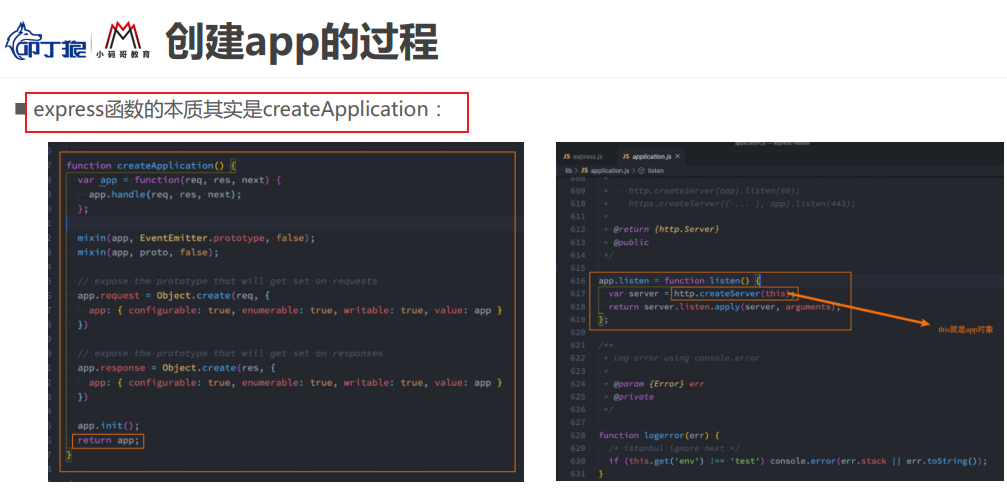 叩丁狼
小码哥教育
创建app的过程
express函数的本质其实是createApplication：
function createApplication() {
var app = function(req, res, next) {
app.handle(req, res, next);
};
mixin(app, EventEmitter.prototype, false);
mixin(app, proto, false);
// expose the prototype that will get set on requests
app.request = Object.create(req, {
app: { configurable: true, enumerable: true, writable: true, value: app }
})
// expose the prototype that will get set on responses
app.response = Object.create(res, {
app: { configurable: true, enumerable: true, writable: true, value: app }
})
app.init();
return app;
}
application.js — express-master
JS express.js JS application.js ×
lib > JS application.js > listen
608 *
609 * http.createServer(app).listen(80);
610 * https.createServer({ ... }, app).listen(443);
611 *
612 * @return {http.Server}
613 * @public
614 */
615
616 app.listen = function listen() {
617 var server = http.createServer(this);
618 return server.listen.apply(server, arguments);
619 };
this就是app对象
620
621 /**
622 * Log error using console.error.
623 *
624 * @param {Error} err
625 * @private
626 */
627
628 function logerror(err) {
629 /* istanbul ignore next */
630 if (this.get('env') !== 'test') console.error(err.stack || err.toString());
631 }